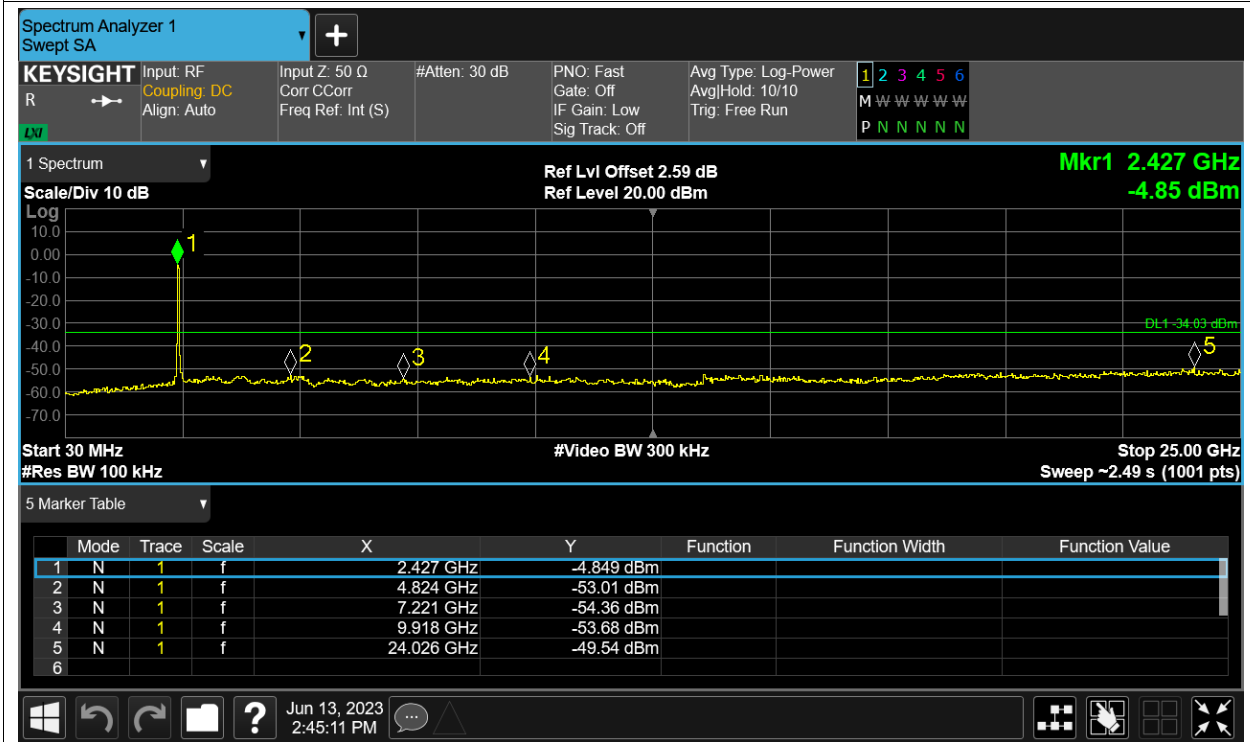 Spectrum Analyzer 1
Swept SA
+
KEYSIGHT Input: RF Input Z: 50 Ω #Atten: 30 dB PNO: Fast Avg Type: Log-Power 1 2 3 4 5 6
R Coupling: DC Corr CCorr Gate: Off Avg|Hold: 10/10 M W W W W W
Align: Auto Freq Ref: Int (S) IF Gain: Low Trig: Free Run
LXI Sig Track: Off P N N N N N
1 Spectrum Ref Lvl Offset 2.59 dB Mkr1 2.427 GHz
Scale/Div 10 dB Ref Level 20.00 dBm -4.85 dBm
Log
10.0
1
0.00
-10.0
-20.0
-30.0 DL1 -34.03 dBm
-40.0
2 3 4 5
-50.0
-60.0
-70.0
Start 30 MHz #Video BW 300 kHz Stop 25.00 GHz
#Res BW 100 kHz Sweep ~2.49 s (1001 pts)
5 Marker Table
Mode Trace Scale X Y Function Function Width Function Value
1 N 1 f 2.427 GHz -4.849 dBm
2 N 1 f 4.824 GHz -53.01 dBm
3 N 1 f 7.221 GHz -54.36 dBm
4 N 1 f 9.918 GHz -53.68 dBm
5 N 1 f 24.026 GHz -49.54 dBm
6
? Jun 13, 2023
2:45:11 PM